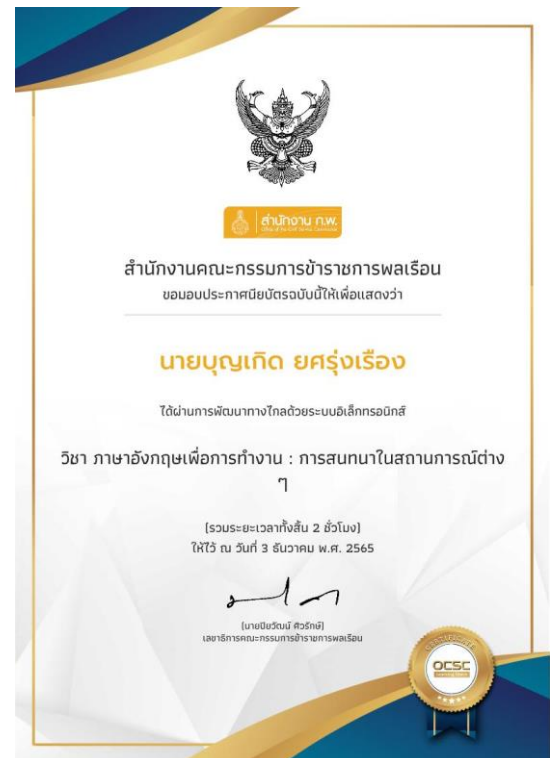 สำนักงาน ก.พ.
สำนักงานคณะกรรมการข้าราชการพลเรือน
ขอมอบประกาศนียบัตรฉบับนี้ให้เพื่อแสดงว่า
นายบุญเกิด ยศรุ่งเรือง
ได้ผ่านการพัฒนาทางไกลด้วยระบบอิเล็กทรอนิกส์
วิชา ภาษาอังกฤษเพื่อการทำงาน : การสนทนาในสถานการณ์ต่าง
ๆ
(รวมระยะเวลาทั้งสิ้น 2 ชั่วโมง)
ให้ไว้ ณ วันที่ 3 ธันวาคม พ.ศ. 2565
(นายปิยวัฒน์ ศิวรักษ์)
เลขาธิการคณะกรรมการข้าราชการพลเรือน
CERTIFICATE
OCSC